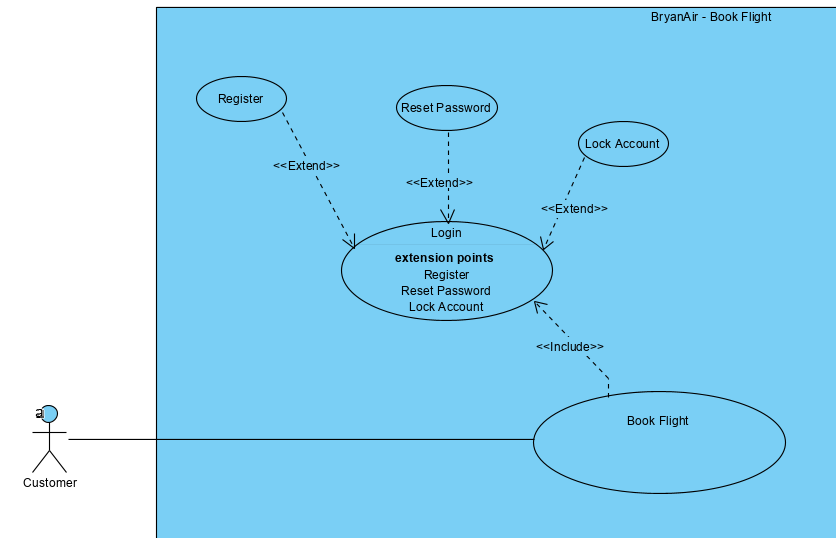 BryanAir - Book Flight
Register
Reset Password
Lock Account
<<Extend>>
<<Extend>>
<<Extend>>
Login
extension points
Register
Reset Password
Lock Account
<<Include>>
Book Flight
a
Customer